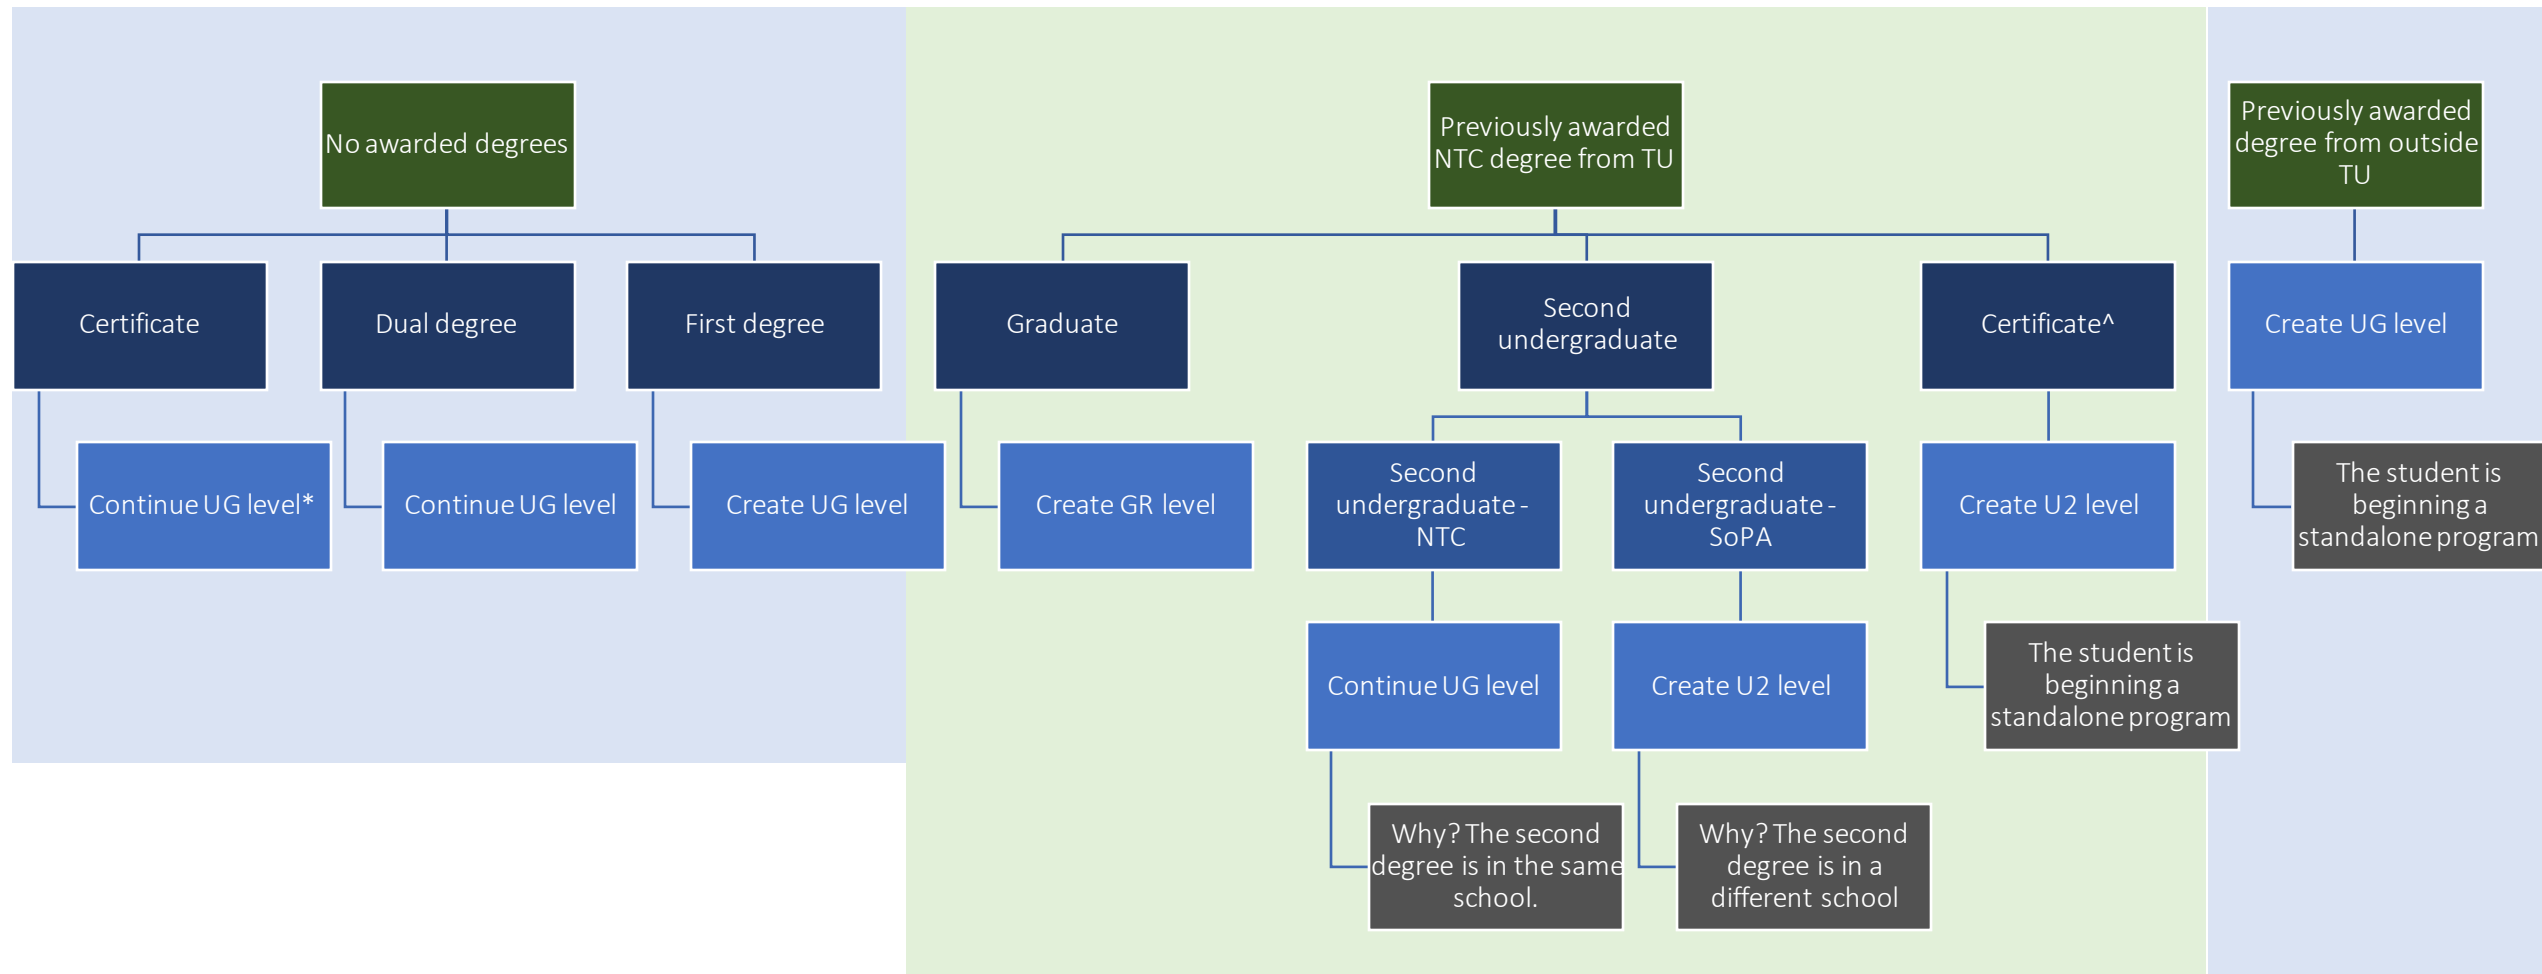 No awarded degrees
Previously awarded
NTC degree from TU
Previously awarded
degree from outside
TU
Certificate
Dual degree
First degree
Graduate
Second
undergraduate
Certificate^
Create UG level
Continue UG level*
Continue UG level
Create UG level
Create GR level
Second
undergraduate -
NTC
Second
undergraduate -
SoPA
Create U2 level
The student is
beginning a
standalone program
Continue UG level
Create U2 level
The student is
beginning a
standalone program
Why? The second
degree is in the same
school.
Why? The second
degree is in a
different school